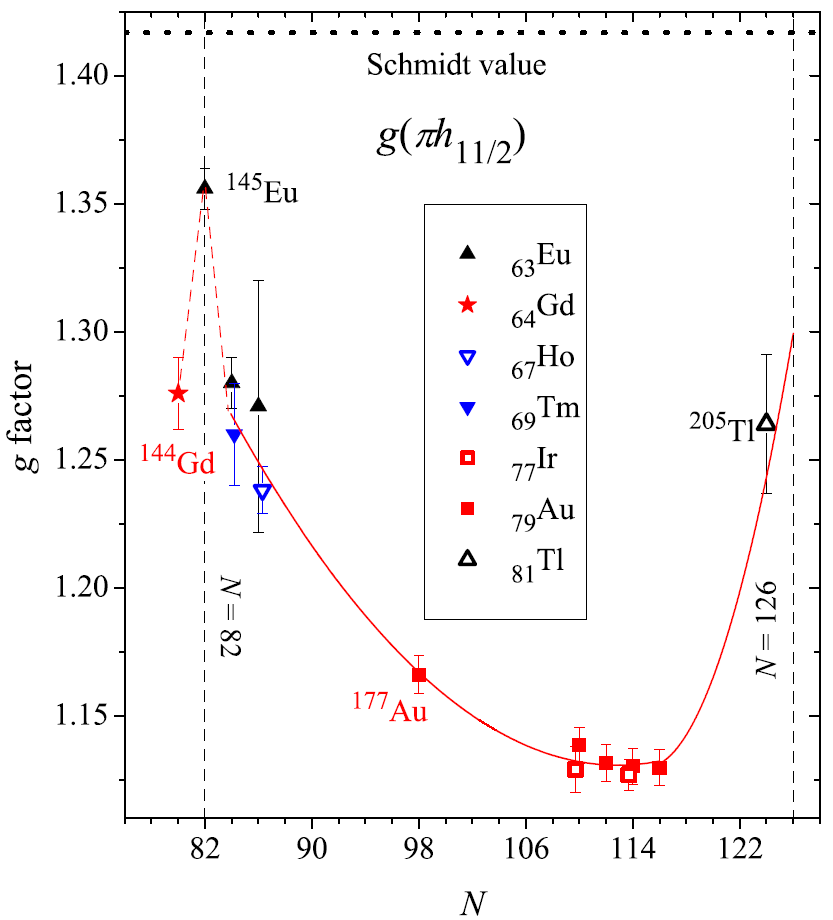 1.40
1.35
1.30
1.25
1.20
1.15
g factor
Schmidt value
g(πh₁₁/₂)
¹⁴⁵Eu
₆₃Eu
₆₄Gd
₆₇Ho
₆₉Tm
₇₇Ir
₇₉Au
₈₁Tl
²⁰⁵Tl
¹⁴⁴Gd
N = 82
N = 126
¹⁷⁷Au
82 90 98 106 114 122
N